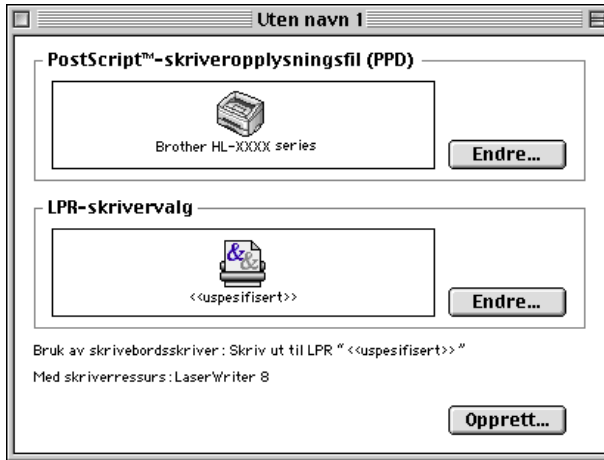 Uten navn 1
PostScript™-skriveropplysningsfil (PPD)
Brother HL-XXXX series
Endre...
LPR-skrivervalg
&&
<<uspesifisert>>
Endre...
Bruk av skrivebordsskriver: Skriv ut til LPR “<<uspesifisert>>”
Med skriverressurs: LaserWriter 8
Opprett...